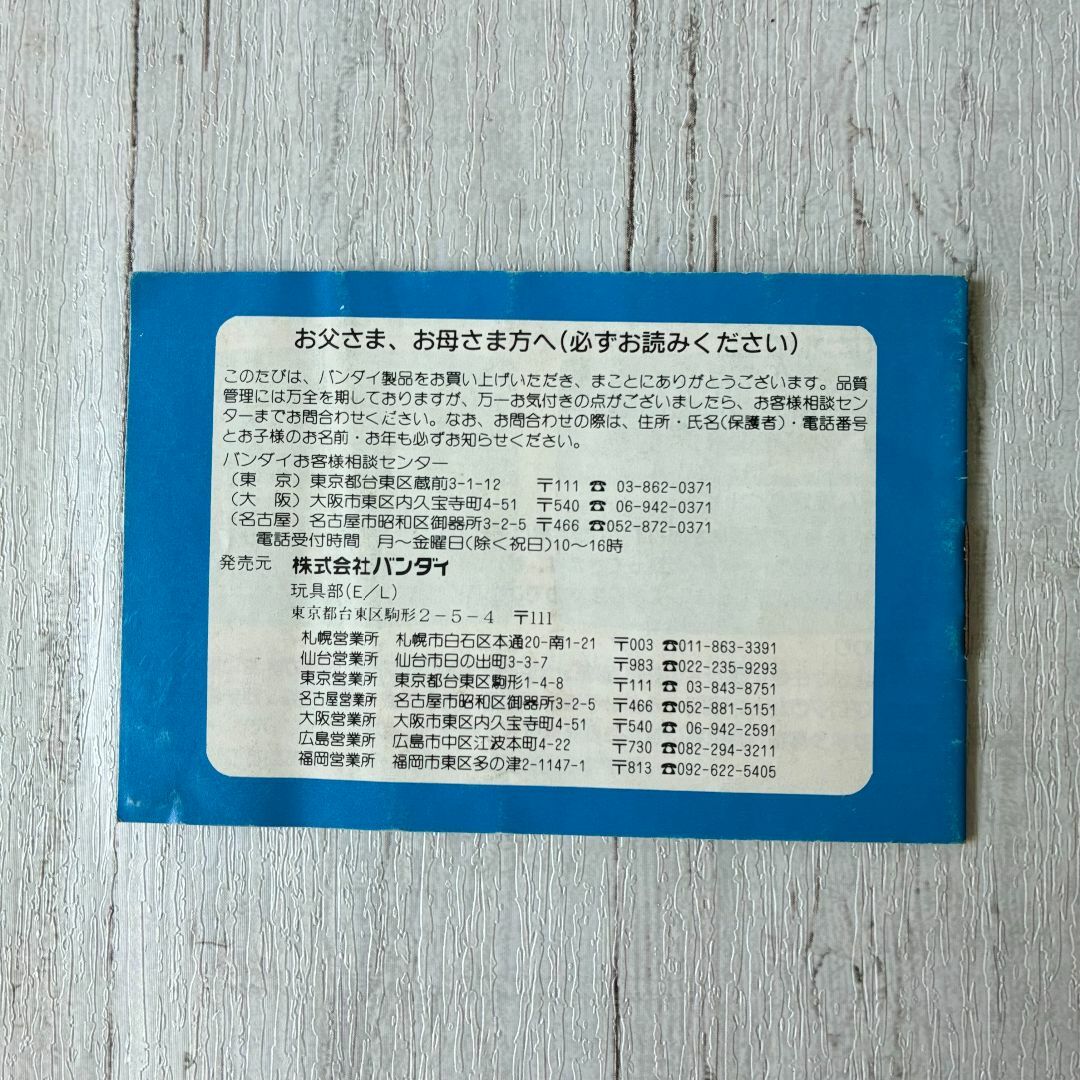 お父さま、お母さま方へ(必ずお読みください)
このたびは、バンダイ製品をお買い上げいただき、まことにありがとうございます。品質
管理には万全を期しておりますが、万一お気付きの点がございましたら、お客様相談セン
ターまでお問合わせください。なお、お問合わせの際は、住所・氏名(保護者)・電話番号
とお子様のお名前・お年も必ずお知らせください。
バンダイお客様相談センター
(東 京) 東京都台東区蔵前3-1-12 〒111 ☎ 03-862-0371
(大 阪) 大阪市東区内久宝寺町4-51 〒540 ☎ 06-942-0371
(名古屋) 名古屋市昭和区御器所3-2-5 〒466 ☎052-872-0371
電話受付時間 月～金曜日(除く祝日)10～16時
発売元 株式会社バンダイ
玩具部(E/L)
東京都台東区駒形2-5-4 〒111
札幌営業所 札幌市白石区本通20-南1-21 〒003 ☎011-863-3391
仙台営業所 仙台市日の出町3-3-7 〒983 ☎022-235-9293
東京営業所 東京都台東区駒形1-4-8 〒111 ☎ 03-843-8751
名古屋営業所 名古屋市昭和区御器所3-2-5 〒466 ☎052-881-5151
大阪営業所 大阪市東区内久宝寺町4-51 〒540 ☎ 06-942-2591
広島営業所 広島市中区江波本町4-22 〒730 ☎082-294-3211
福岡営業所 福岡市東区多の津2-1147-1 〒813 ☎092-622-5405